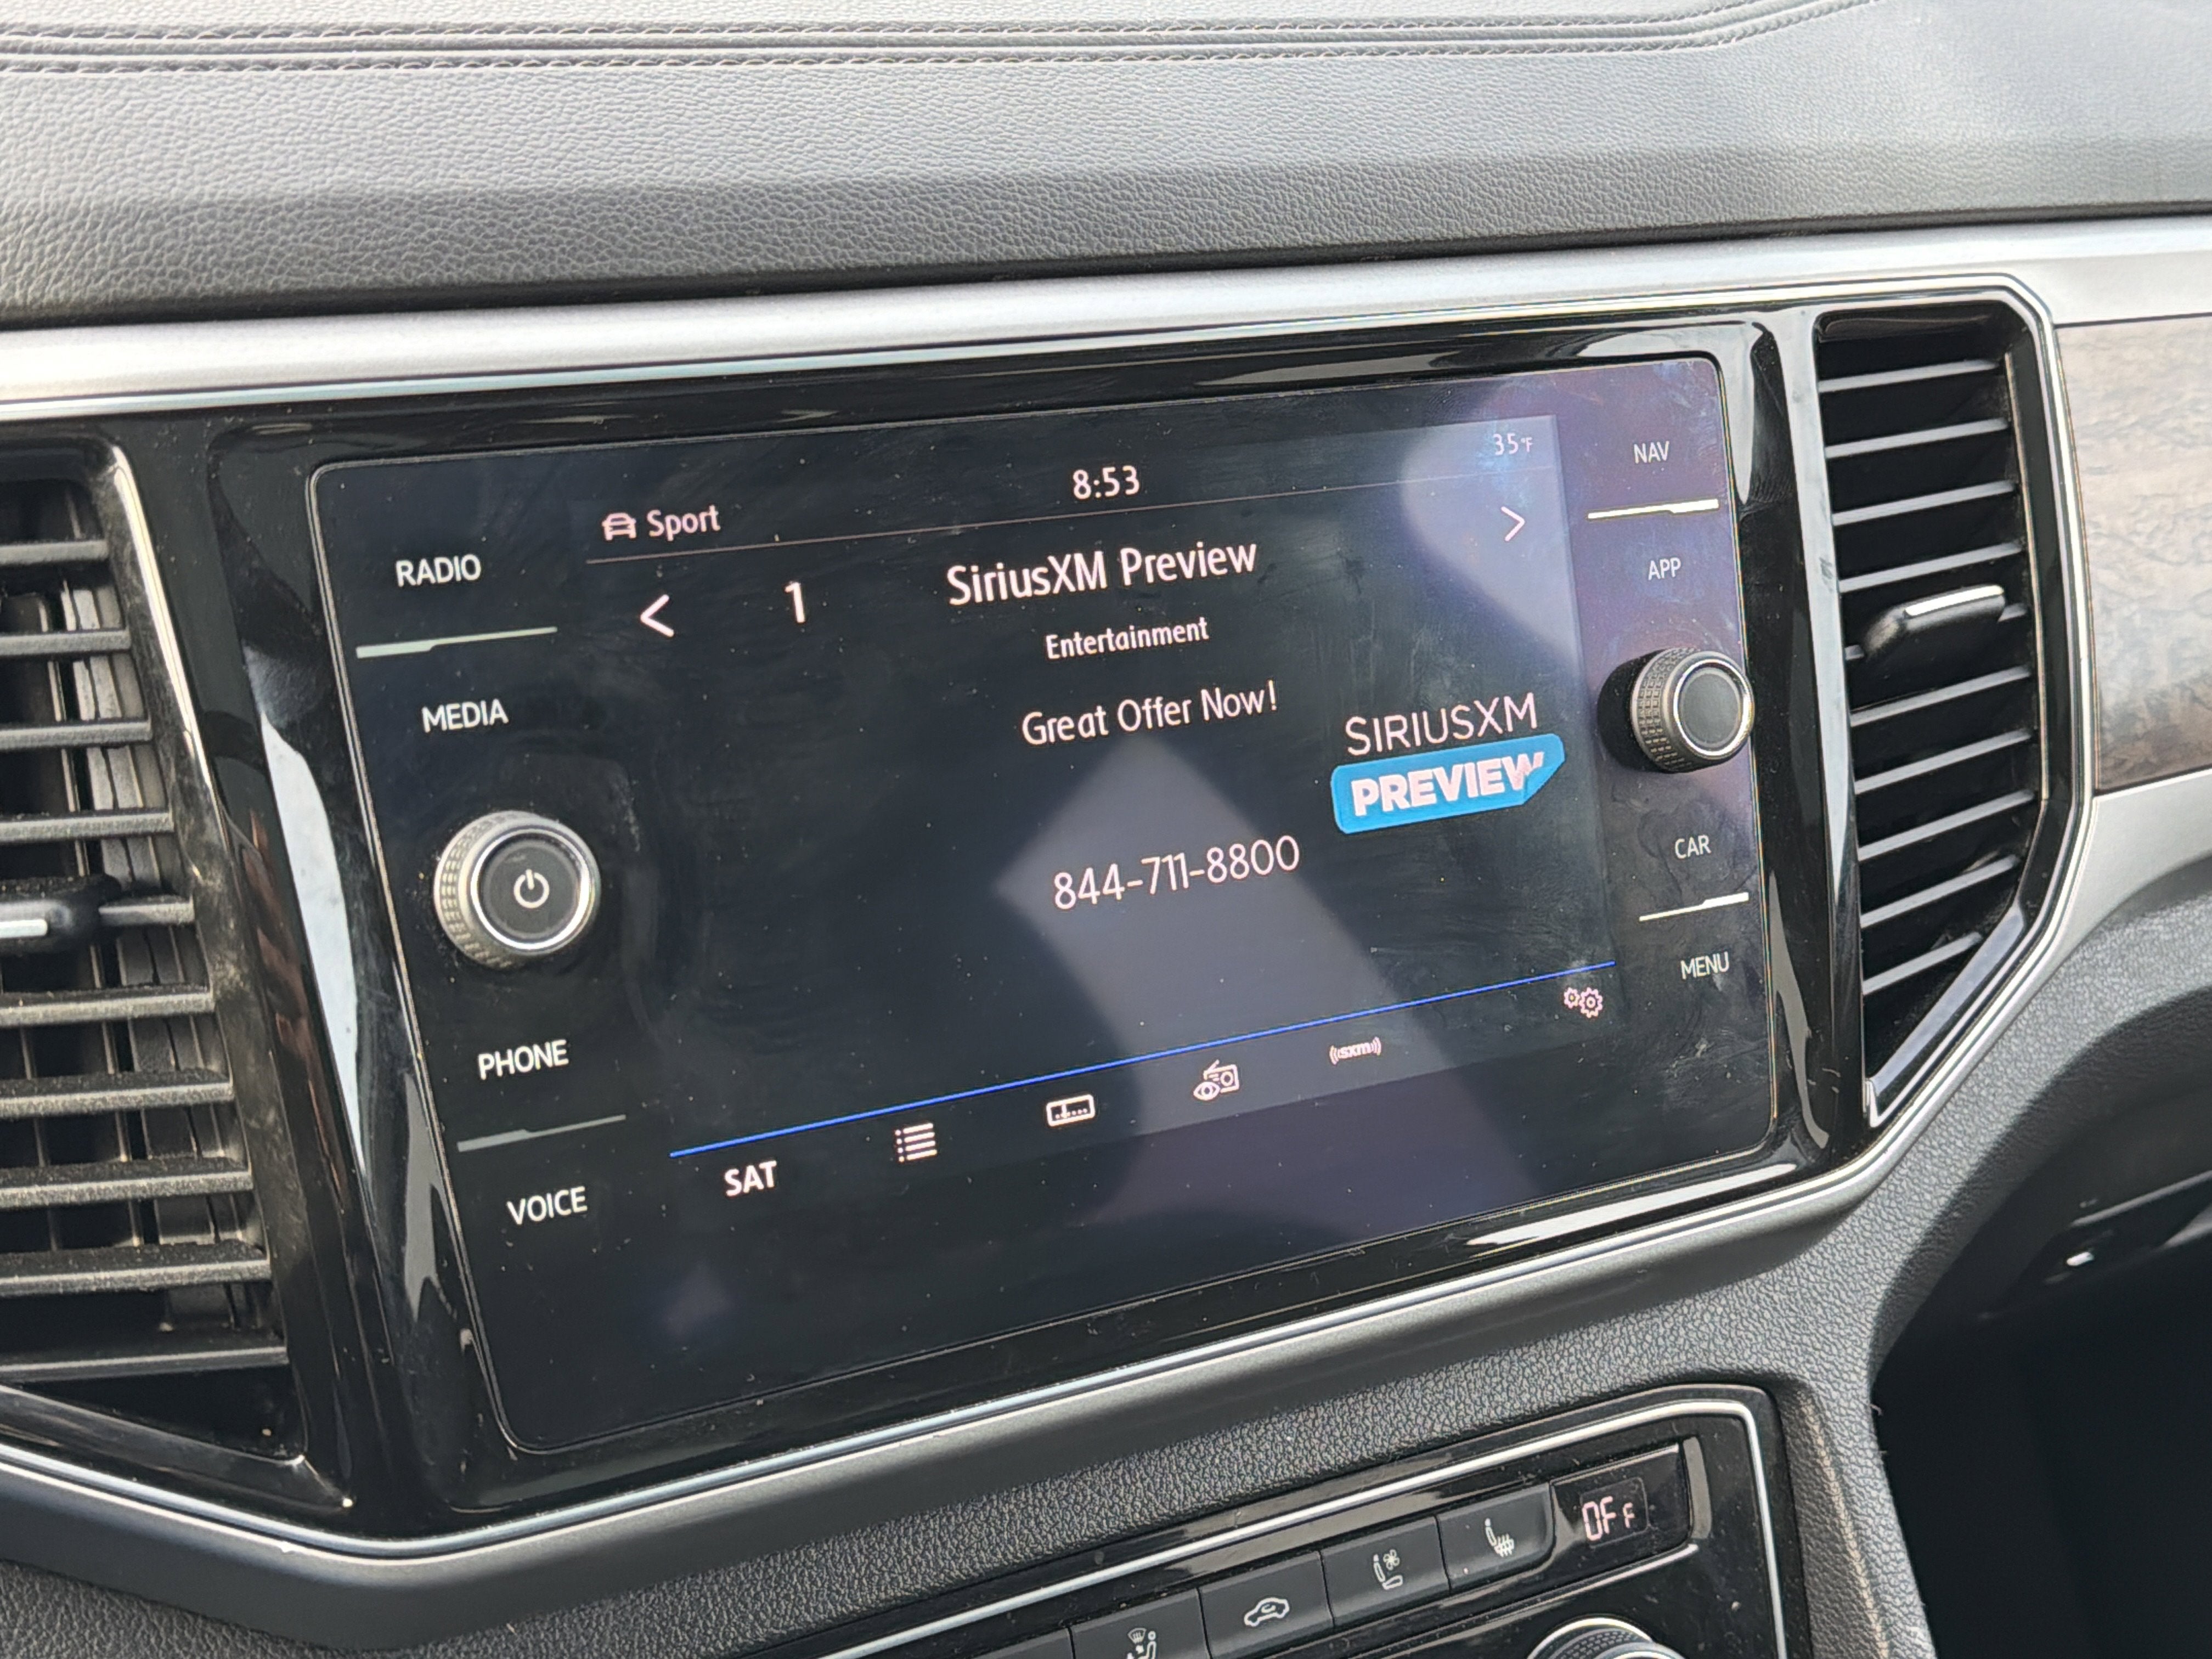 8:53
35°F
Sport
1
SiriusXM Preview
Entertainment
Great Offer Now!
SIRIUSXM
PREVIEW
844-711-8800
SAT
((sxm))
RADIO
MEDIA
PHONE
VOICE
NAV
APP
CAR
MENU
OFF